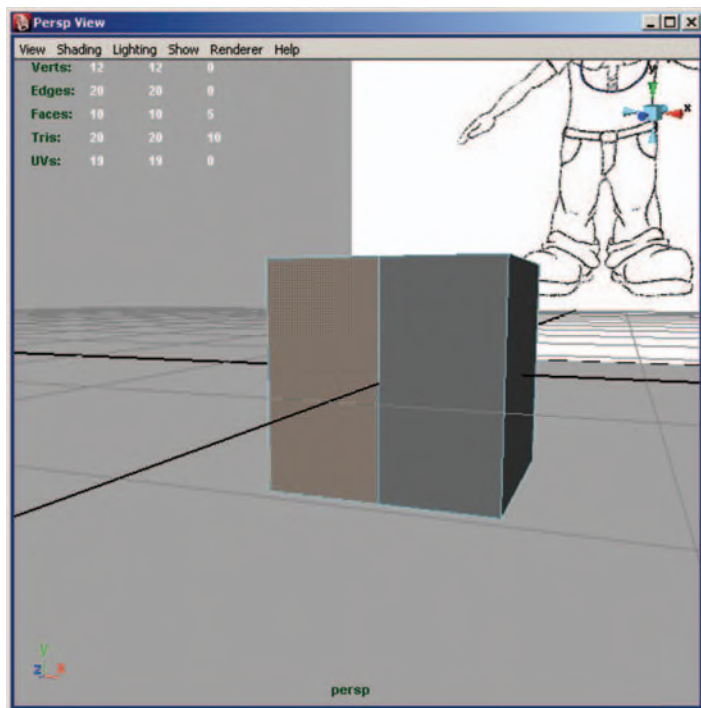 Persp View
View Shading Lighting Show Renderer Help
Verts: 12 12 0
Edges: 20 20 0
Faces: 10 10 5
Tris: 20 20 10
UVs: 19 19 0
y
x
y
z x
persp